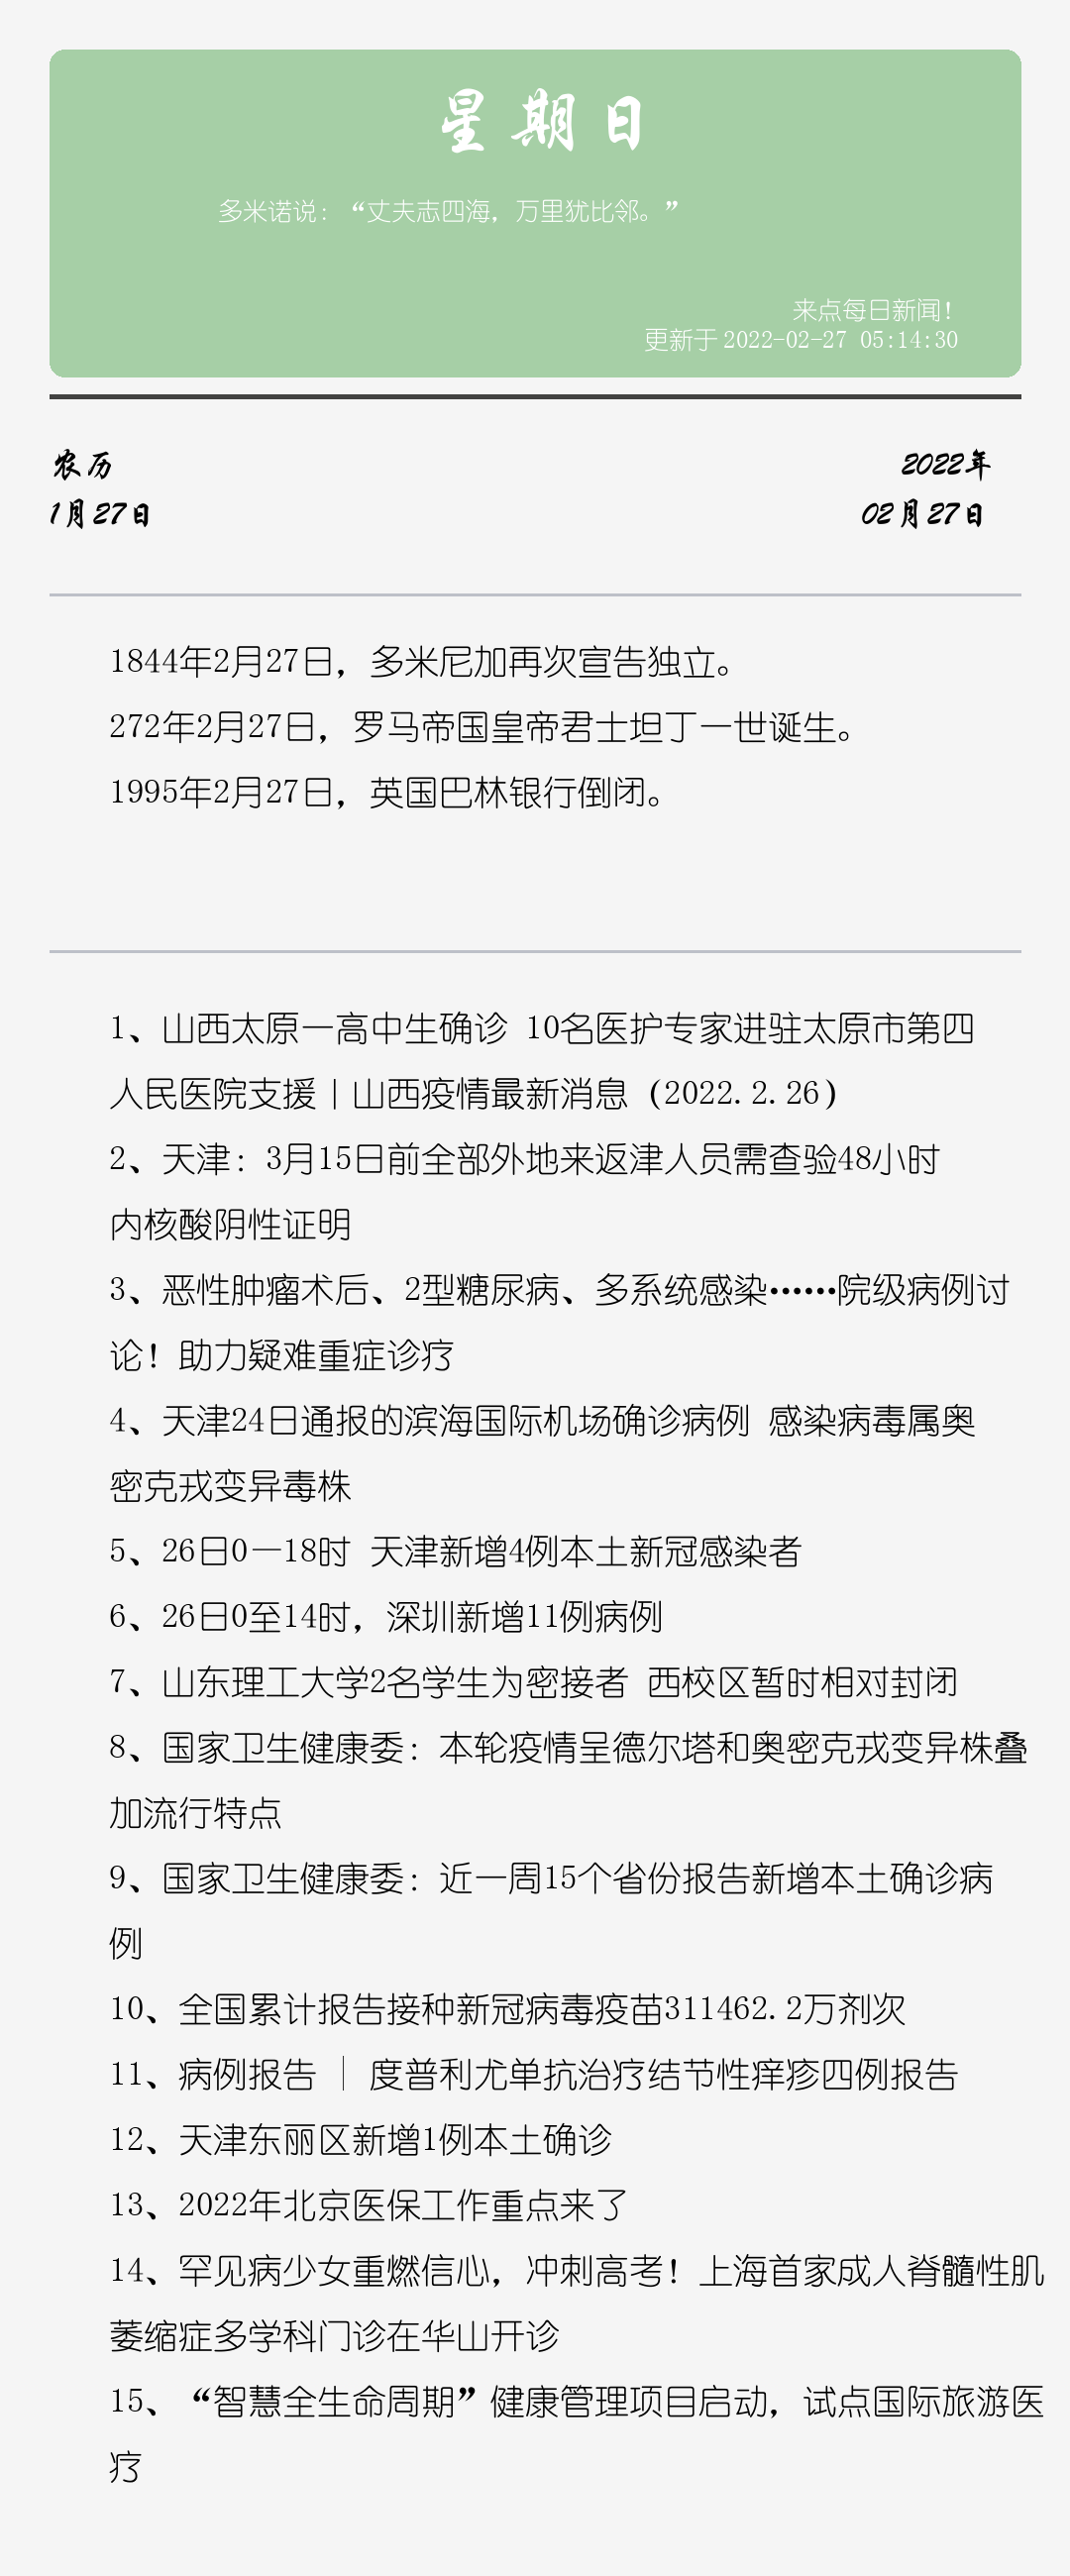 星期日
多米诺说：“丈夫志四海，万里犹比邻。”
来点每日新闻！
更新于 2022-02-27 05:14:30
农历
2022年
1月27日
02月27日
1844年2月27日，多米尼加再次宣告独立。
272年2月27日，罗马帝国皇帝君士坦丁一世诞生。
1995年2月27日，英国巴林银行倒闭。
1、山西太原一高中生确诊 10名医护专家进驻太原市第四
人民医院支援｜山西疫情最新消息（2022.2.26）
2、天津：3月15日前全部外地来返津人员需查验48小时
内核酸阴性证明
3、恶性肿瘤术后、2型糖尿病、多系统感染……院级病例讨
论！助力疑难重症诊疗
4、天津24日通报的滨海国际机场确诊病例 感染病毒属奥
密克戎变异毒株
5、26日0—18时 天津新增4例本土新冠感染者
6、26日0至14时，深圳新增11例病例
7、山东理工大学2名学生为密接者 西校区暂时相对封闭
8、国家卫生健康委：本轮疫情呈德尔塔和奥密克戎变异株叠
加流行特点
9、国家卫生健康委：近一周15个省份报告新增本土确诊病
例
10、全国累计报告接种新冠病毒疫苗311462.2万剂次
11、病例报告 │ 度普利尤单抗治疗结节性痒疹四例报告
12、天津东丽区新增1例本土确诊
13、2022年北京医保工作重点来了
14、罕见病少女重燃信心，冲刺高考！上海首家成人脊髓性肌
萎缩症多学科门诊在华山开诊
15、“智慧全生命周期”健康管理项目启动，试点国际旅游医
疗